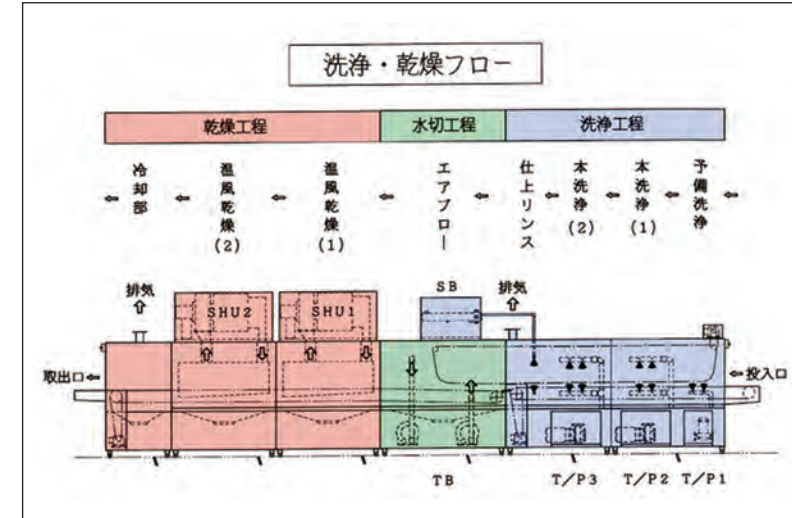 洗浄・乾燥フロー
乾燥工程
水切工程
洗浄工程
冷却部
温風乾燥(2)
温風乾燥(1)
エアブロー
仕上リンス
本洗浄(2)
本洗浄(1)
予備洗浄
排気
SHU2
SHU1
SB
排気
取出口
投入口
TB
T/P3
T/P2
T/P1